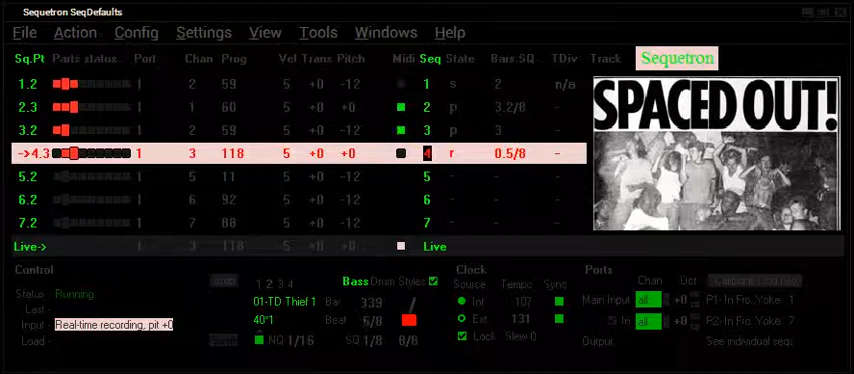 Sequetron SeqDefaults
File Action Config Settings View Tools Windows Help
Sq.Pt Parts status Port Chan Prog Vel Trans Pitch Midi Seq State Bars SQ TDiv Track Sequetron
1.2 1 2 59 5 +0 -12 1 s 2 n/a
2.3 1 1 60 5 +0 +0 2 p 3.2/8 -
3.2 1 2 59 5 +0 -12 3 p 3 -
->4.3 1 3 118 5 +0 +0 4 r 0.5/8 -
5.2 1 5 11 5 +0 -12 5 - - -
6.2 1 6 92 5 +0 -12 6 - - -
7.2 1 7 88 5 +0 -12 7 - - -
Live-> 3 118 5 +0 +0 Live
SPACED OUT!
Control Bass Drum Styles Clock Ports
1 2 3 4 Source Tempo Sync Chan Oct
Status Running 01-TD Thief 1 Bar 339 Int 107 Main Input all +0 P1- In Fro..Yoke: 1
Last -
Input - Real-time recording, pit +0 40*1 Beat 6/8 Ext 131 In all +0 P2- In Fro..Yoke: 7
Load - NQ 1/16 SQ 1/8 8/8 Lock Slew 0 Output See individual seqs